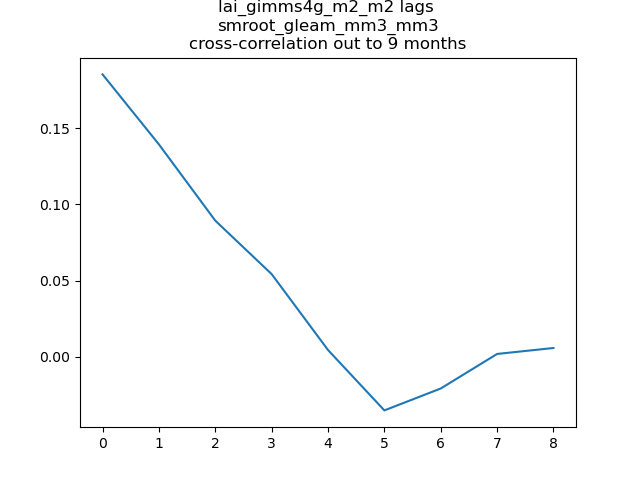 lai_gimms4g_m2_m2 lags
smroot_gleam_mm3_mm3
cross-correlation out to 9 months
0.15
0.10
0.05
0.00
0 1 2 3 4 5 6 7 8